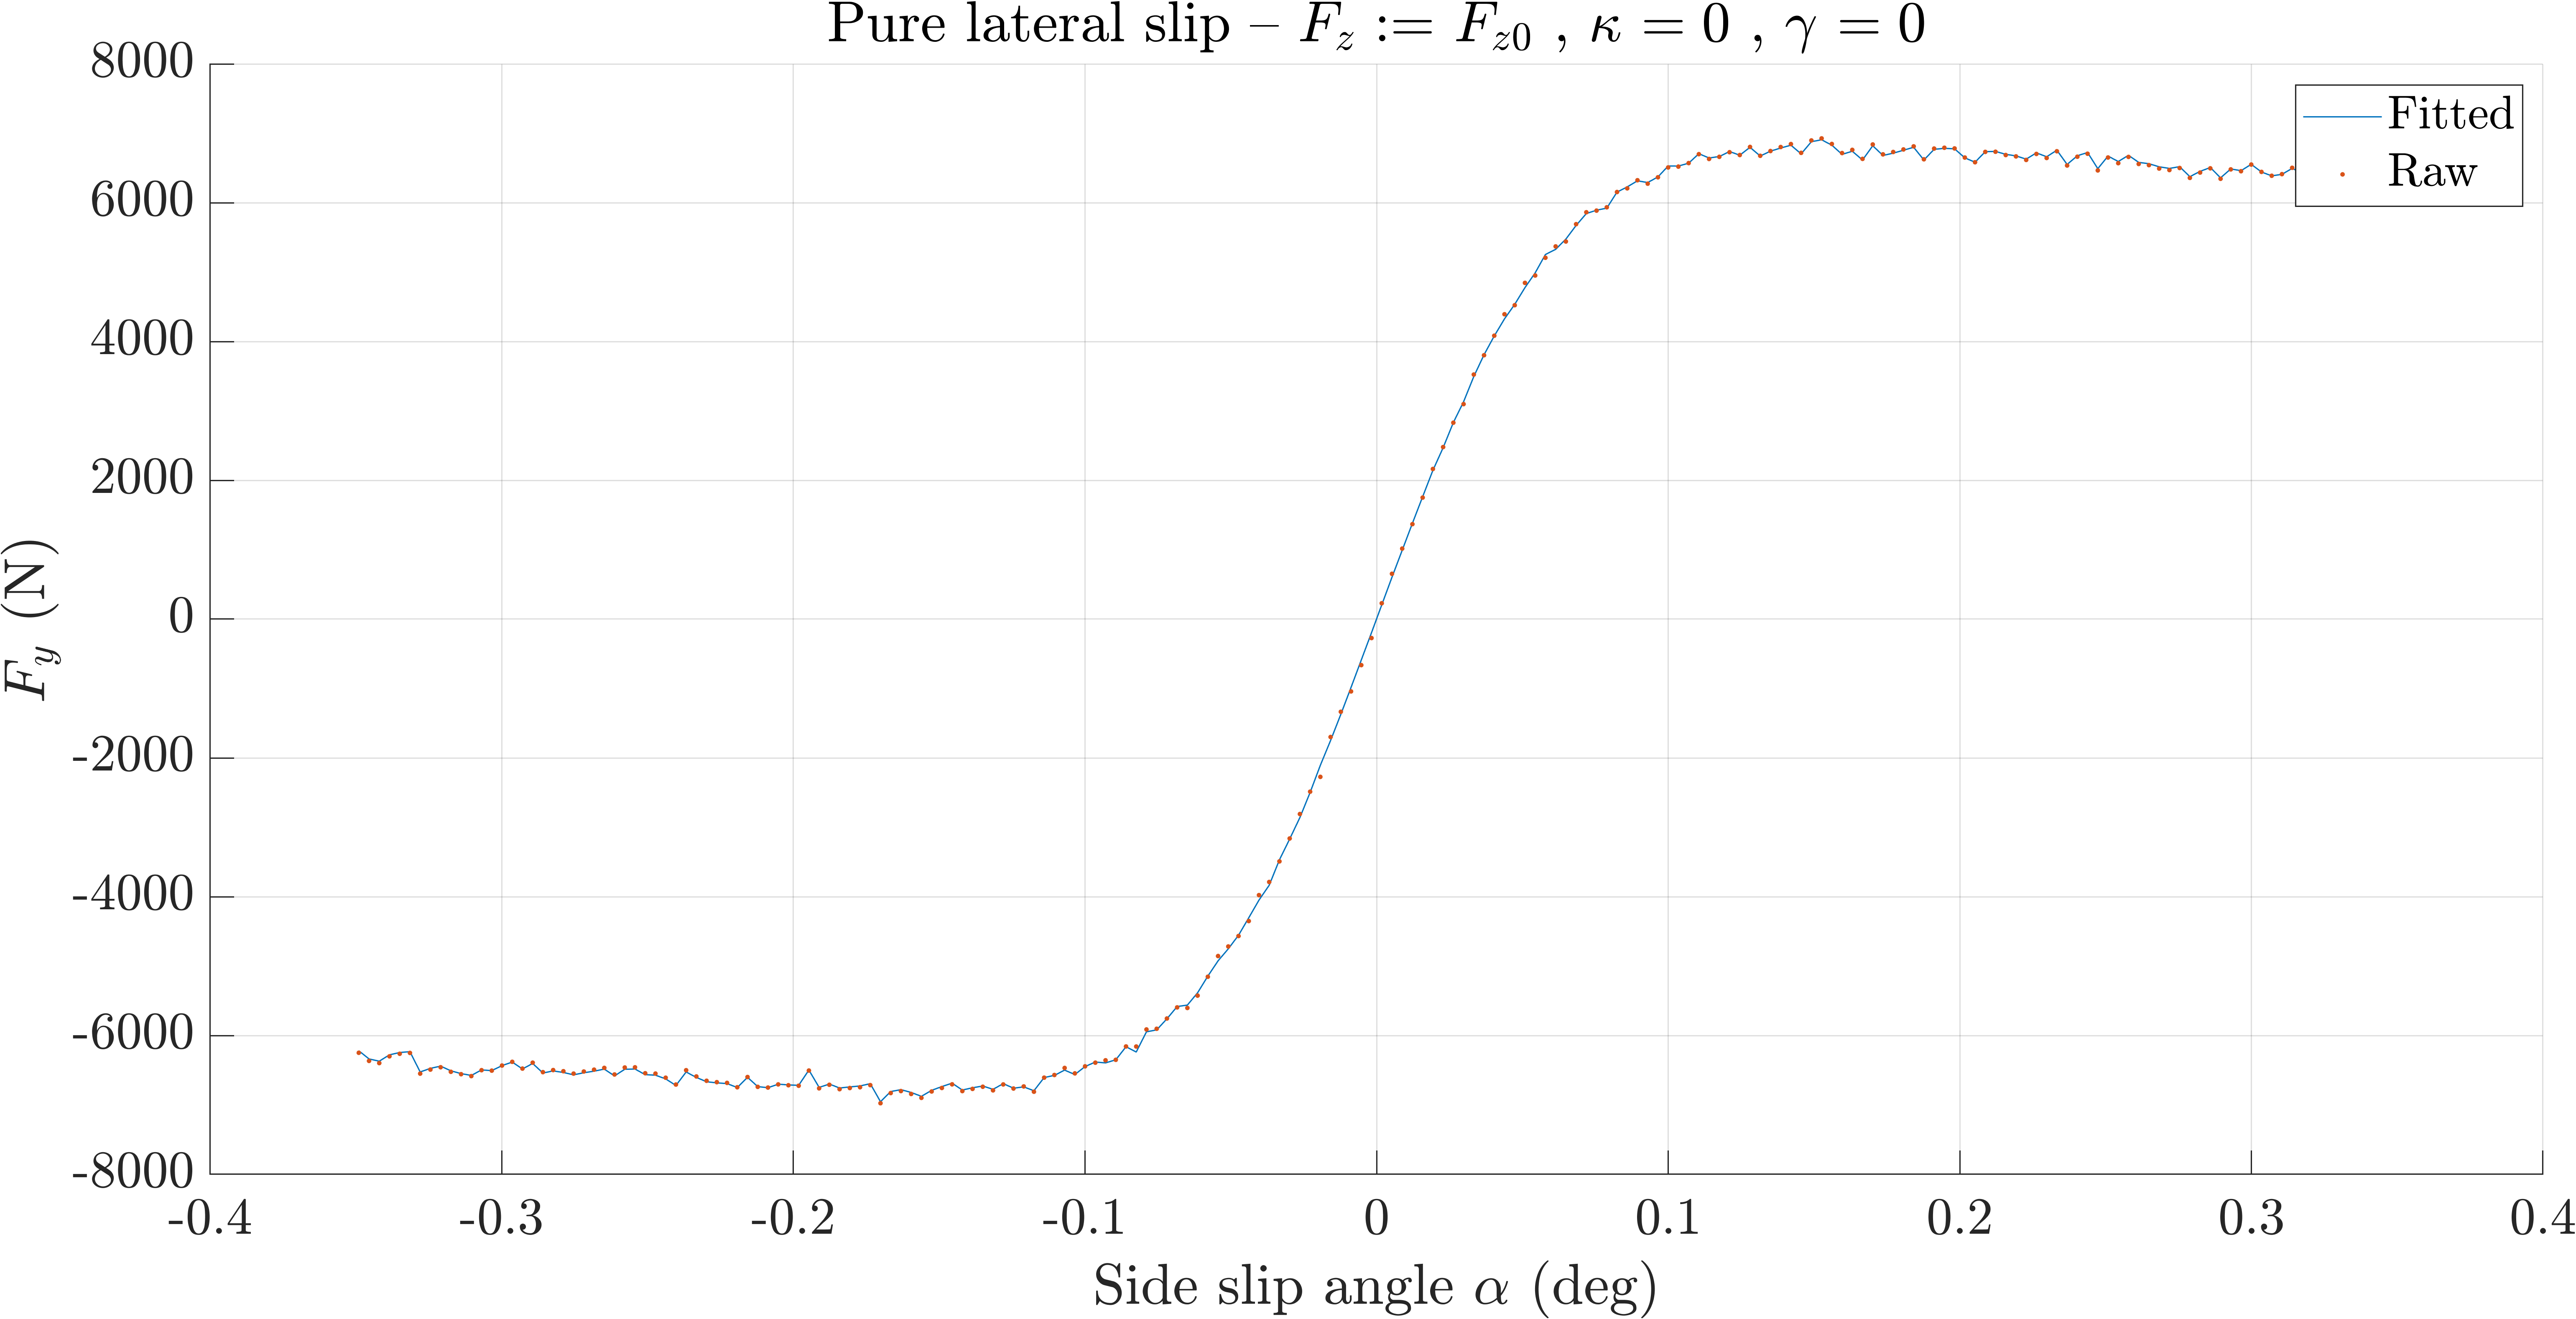 Pure lateral slip – F_z := F_{z0} , κ = 0 , γ = 0
8000
6000
4000
2000
0
-2000
-4000
-6000
-8000
F_y (N)
Fitted
Raw
-0.4 -0.3 -0.2 -0.1 0 0.1 0.2 0.3 0.4
Side slip angle α (deg)